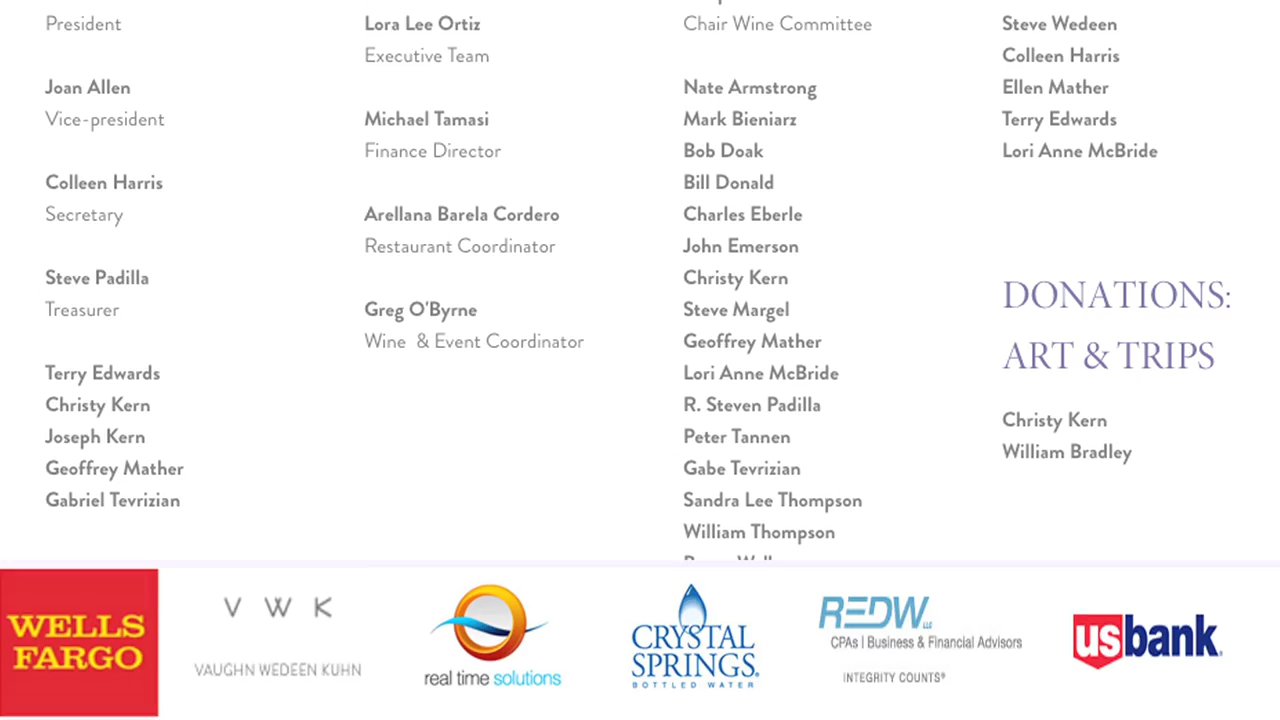 President
Joan Allen
Vice-president
Colleen Harris
Secretary
Steve Padilla
Treasurer
Terry Edwards
Christy Kern
Joseph Kern
Geoffrey Mather
Gabriel Tevrizian
Lora Lee Ortiz
Executive Team
Michael Tamasi
Finance Director
Arellana Barela Cordero
Restaurant Coordinator
Greg O'Byrne
Wine & Event Coordinator
Chair Wine Committee
Nate Armstrong
Mark Bieniarz
Bob Doak
Bill Donald
Charles Eberle
John Emerson
Christy Kern
Steve Margel
Geoffrey Mather
Lori Anne McBride
R. Steven Padilla
Peter Tannen
Gabe Tevrizian
Sandra Lee Thompson
William Thompson
Steve Wedeen
Colleen Harris
Ellen Mather
Terry Edwards
Lori Anne McBride
DONATIONS:
ART & TRIPS
Christy Kern
William Bradley
WELLS
FARGO
V W K
VAUGHN WEDEEN KUHN
real time solutions
CRYSTAL
SPRINGS®
BOTTLED WATER
REDW LLC
CPAs | Business & Financial Advisors
INTEGRITY COUNTS®
usbank®